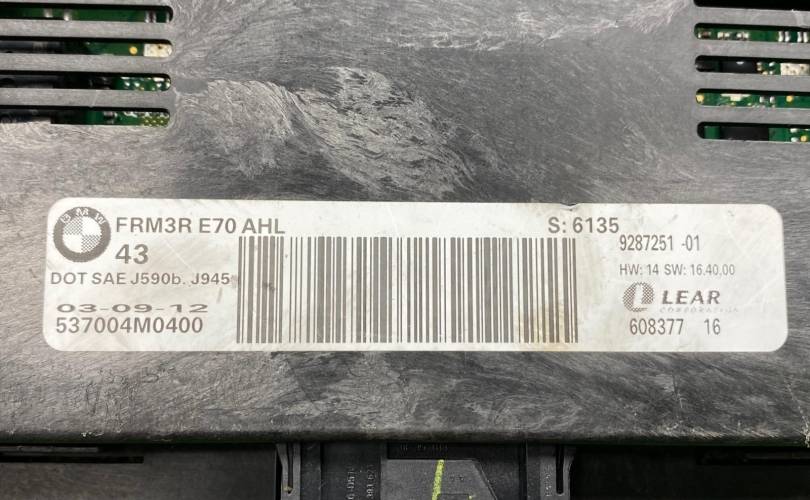 BMW
FRM3R E70 AHL
S: 6135
43
9287251 -01
DOT SAE J590b. J945
HW: 14 SW: 16.40,00
03-09-12
LEAR
CORPORATION
537004M0400
608377 16